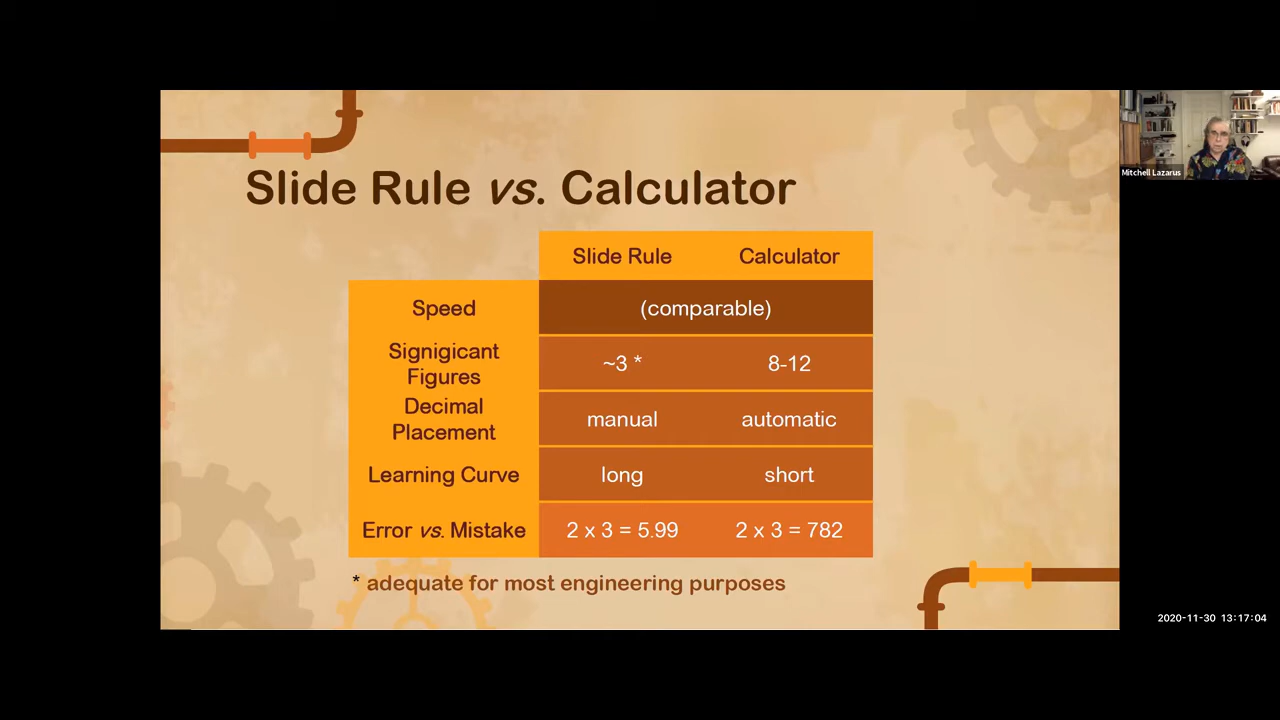 Mitchell Lazarus
Slide Rule vs. Calculator
Slide Rule Calculator
Speed (comparable)
Signigicant
Figures
~3 * 8-12
Decimal
Placement
manual automatic
Learning Curve long short
Error vs. Mistake 2 x 3 = 5.99 2 x 3 = 782
* adequate for most engineering purposes
2020-11-30 13:17:04